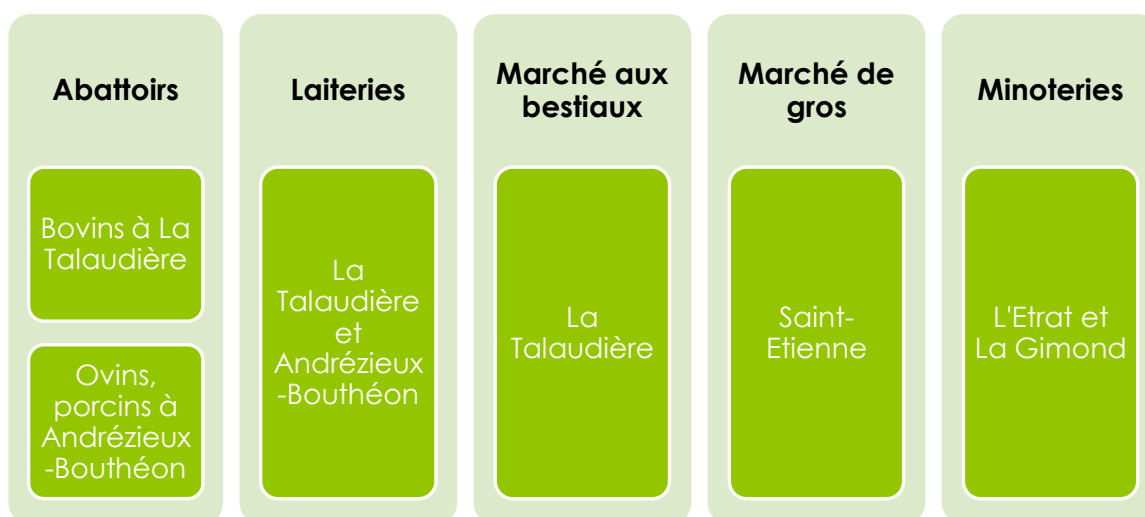 Abattoirs
Bovins à La
Talaudière
Ovins,
porcins à
Andrézieux
-Bouthéon
Laiteries
La
Talaudière
et
Andrézieux
-Bouthéon
Marché aux
bestiaux
La
Talaudière
Marché de
gros
Saint-
Etienne
Minoteries
L'Etrat et
La Gimond